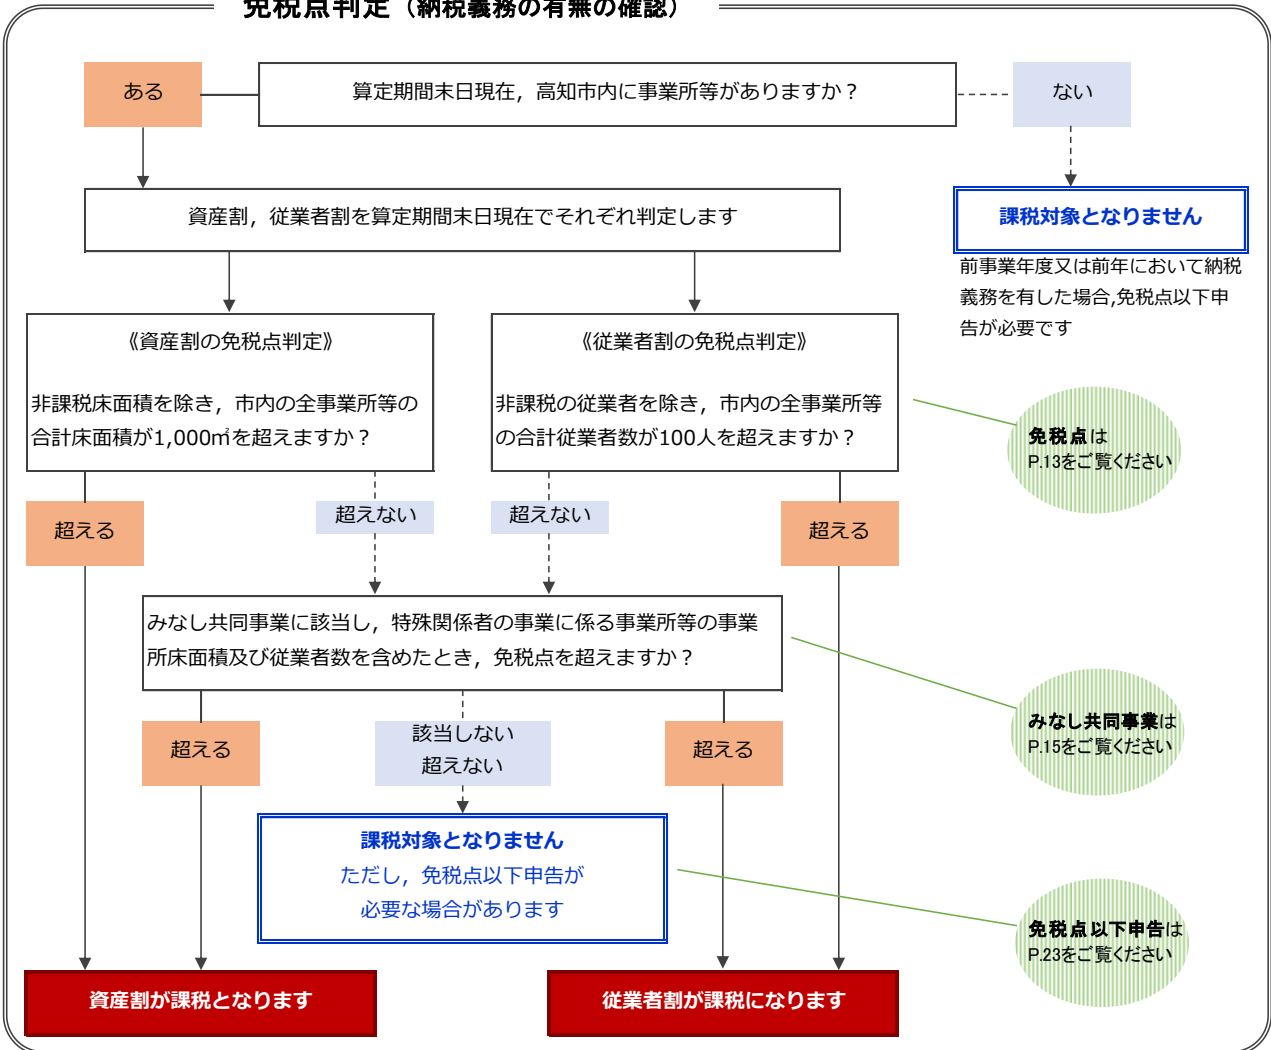 免税点判定（納税義務の有無の確認）
ある
算定期間末日現在，高知市内に事業所等がありますか？
ない
資産割，従業者割を算定期間末日現在でそれぞれ判定します
課税対象となりません
前事業年度又は前年において納税
義務を有した場合,免税点以下申
告が必要です
《資産割の免税点判定》
非課税床面積を除き，市内の全事業所等の
合計床面積が1,000㎡を超えますか？
《従業者割の免税点判定》
非課税の従業者を除き，市内の全事業所等
の合計従業者数が100人を超えますか？
免税点は
P.13をご覧ください
超える
超えない
超えない
超える
みなし共同事業に該当し，特殊関係者の事業に係る事業所等の事業
所床面積及び従業者数を含めたとき，免税点を超えますか？
みなし共同事業は
P.15をご覧ください
超える
該当しない
超えない
超える
課税対象となりません
ただし，免税点以下申告が
必要な場合があります
免税点以下申告は
P.23をご覧ください
資産割が課税となります
従業者割が課税になります